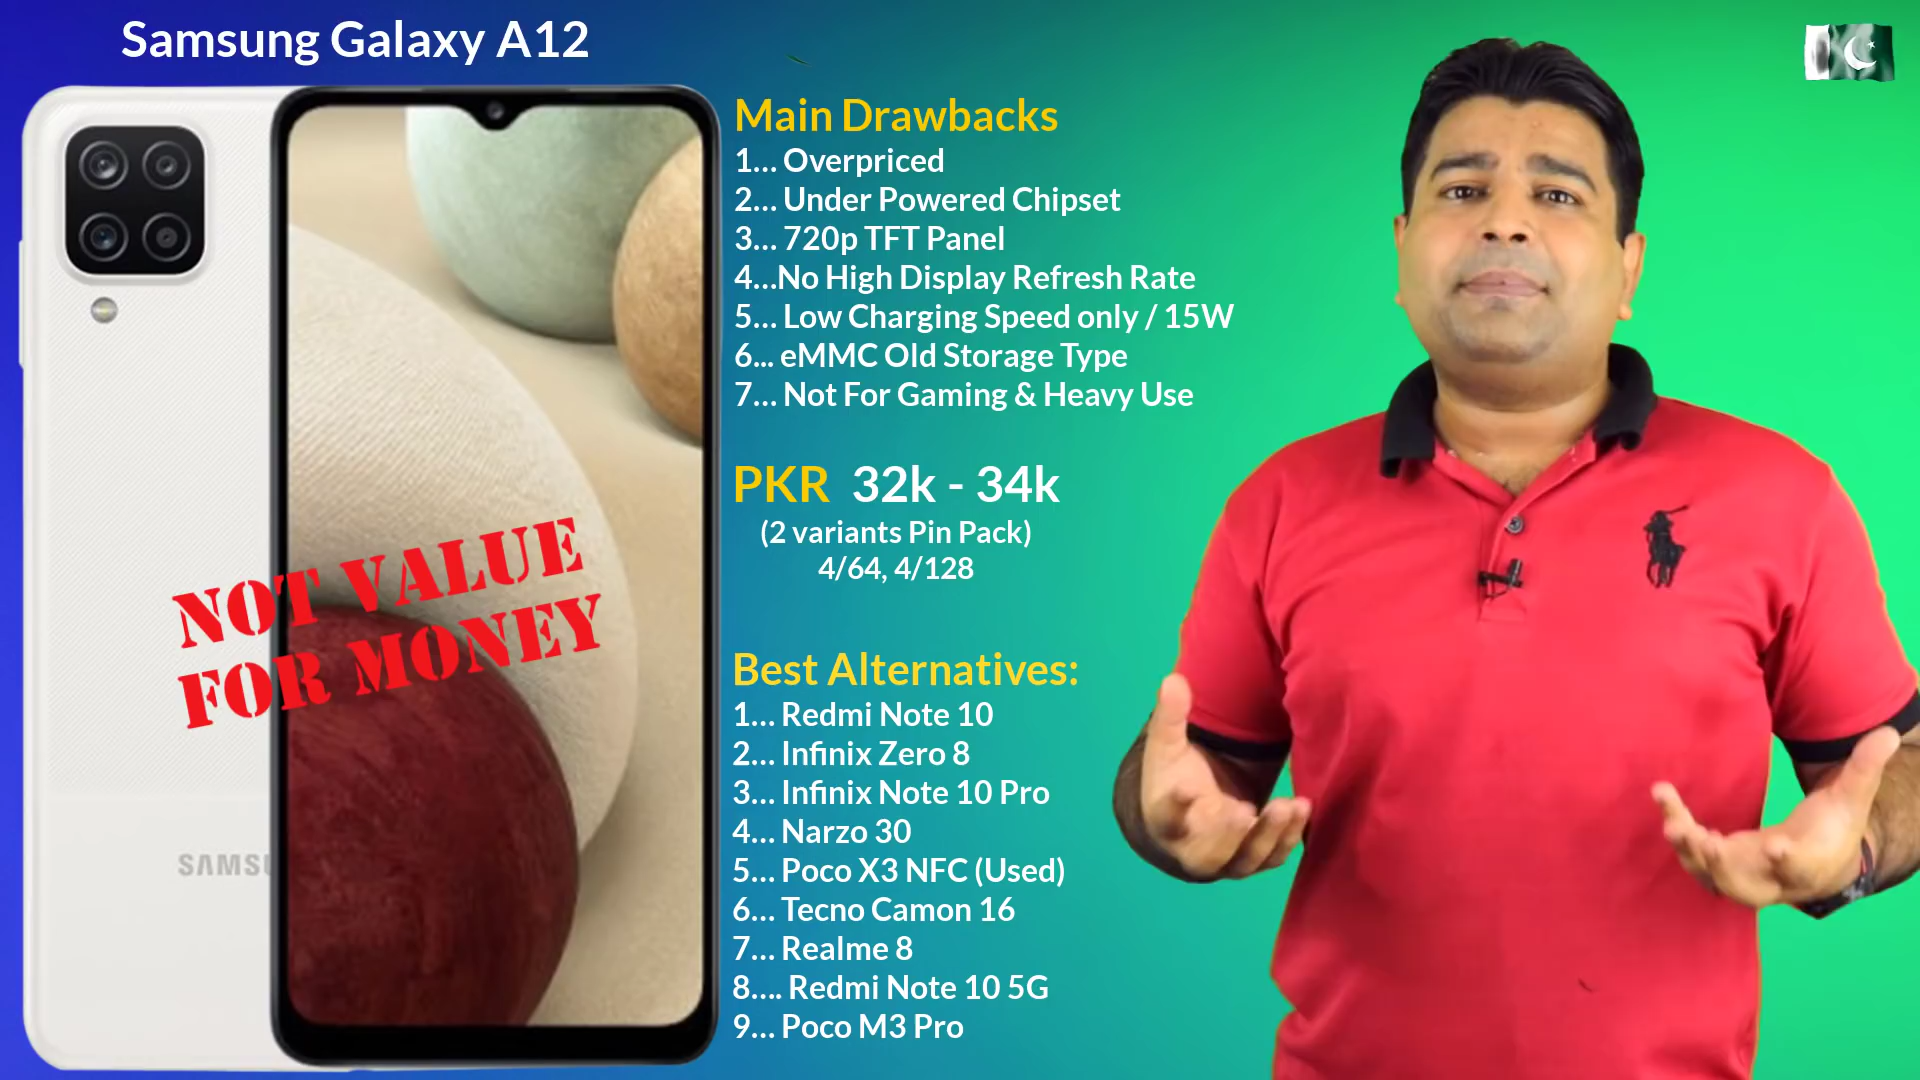 Samsung Galaxy A12
Main Drawbacks
1... Overpriced
2... Under Powered Chipset
3... 720p TFT Panel
4...No High Display Refresh Rate
5... Low Charging Speed only / 15W
6... eMMC Old Storage Type
7... Not For Gaming & Heavy Use
PKR 32k - 34k
(2 variants Pin Pack)
4/64, 4/128
NOT VALUE
FOR MONEY
SAMSU
Best Alternatives:
1... Redmi Note 10
2... Infinix Zero 8
3... Infinix Note 10 Pro
4... Narzo 30
5... Poco X3 NFC (Used)
6... Tecno Camon 16
7... Realme 8
8.... Redmi Note 10 5G
9... Poco M3 Pro